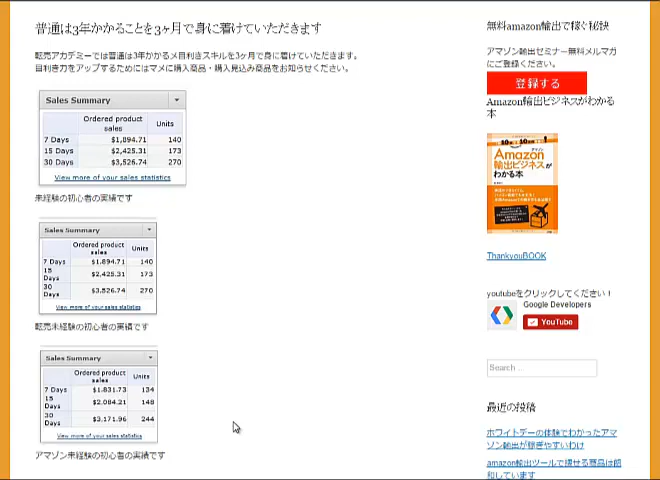 普通は3年かかることを3ヶ月で身に着けていただきます
転売アカデミーでは普通は3年かかるメ目利きスキルを3ヶ月で身に着けていただきます。
目利き力をアップするためにはマメに購入商品・購入見込み商品をお知らせください。
Sales Summary
Ordered product sales Units
7 Days $1,894.71 140
15 Days $2,425.31 173
30 Days $3,526.74 270
View more of your sales statistics
未経験の初心者の実績です
Sales Summary
Ordered product sales Units
7 Days $1,894.71 140
15 Days $2,425.31 173
30 Days $3,526.74 270
View more of your sales statistics
転売未経験の初心者の実績です
Sales Summary
Ordered product sales Units
7 Days $1,831.73 134
15 Days $2,084.21 148
30 Days $3,171.96 244
View more of your sales statistics
アマゾン未経験の初心者の実績です
無料amazon輸出で稼ぐ秘訣
アマゾン輸出セミナー無料メルマガ
にご登録ください。
登録する
Amazon輸出ビジネスがわかる
本
Amazon
輸出ビジネスが
わかる本
ThankyouBOOK
youtubeをクリックしてください！
Google Developers
YouTube
Search ...
最近の投稿
ホワイトデーの体験でわかったアマ
ゾン輸出が稼ぎやすいわけ
amazon輸出ツールで探せる商品は飽
和しています